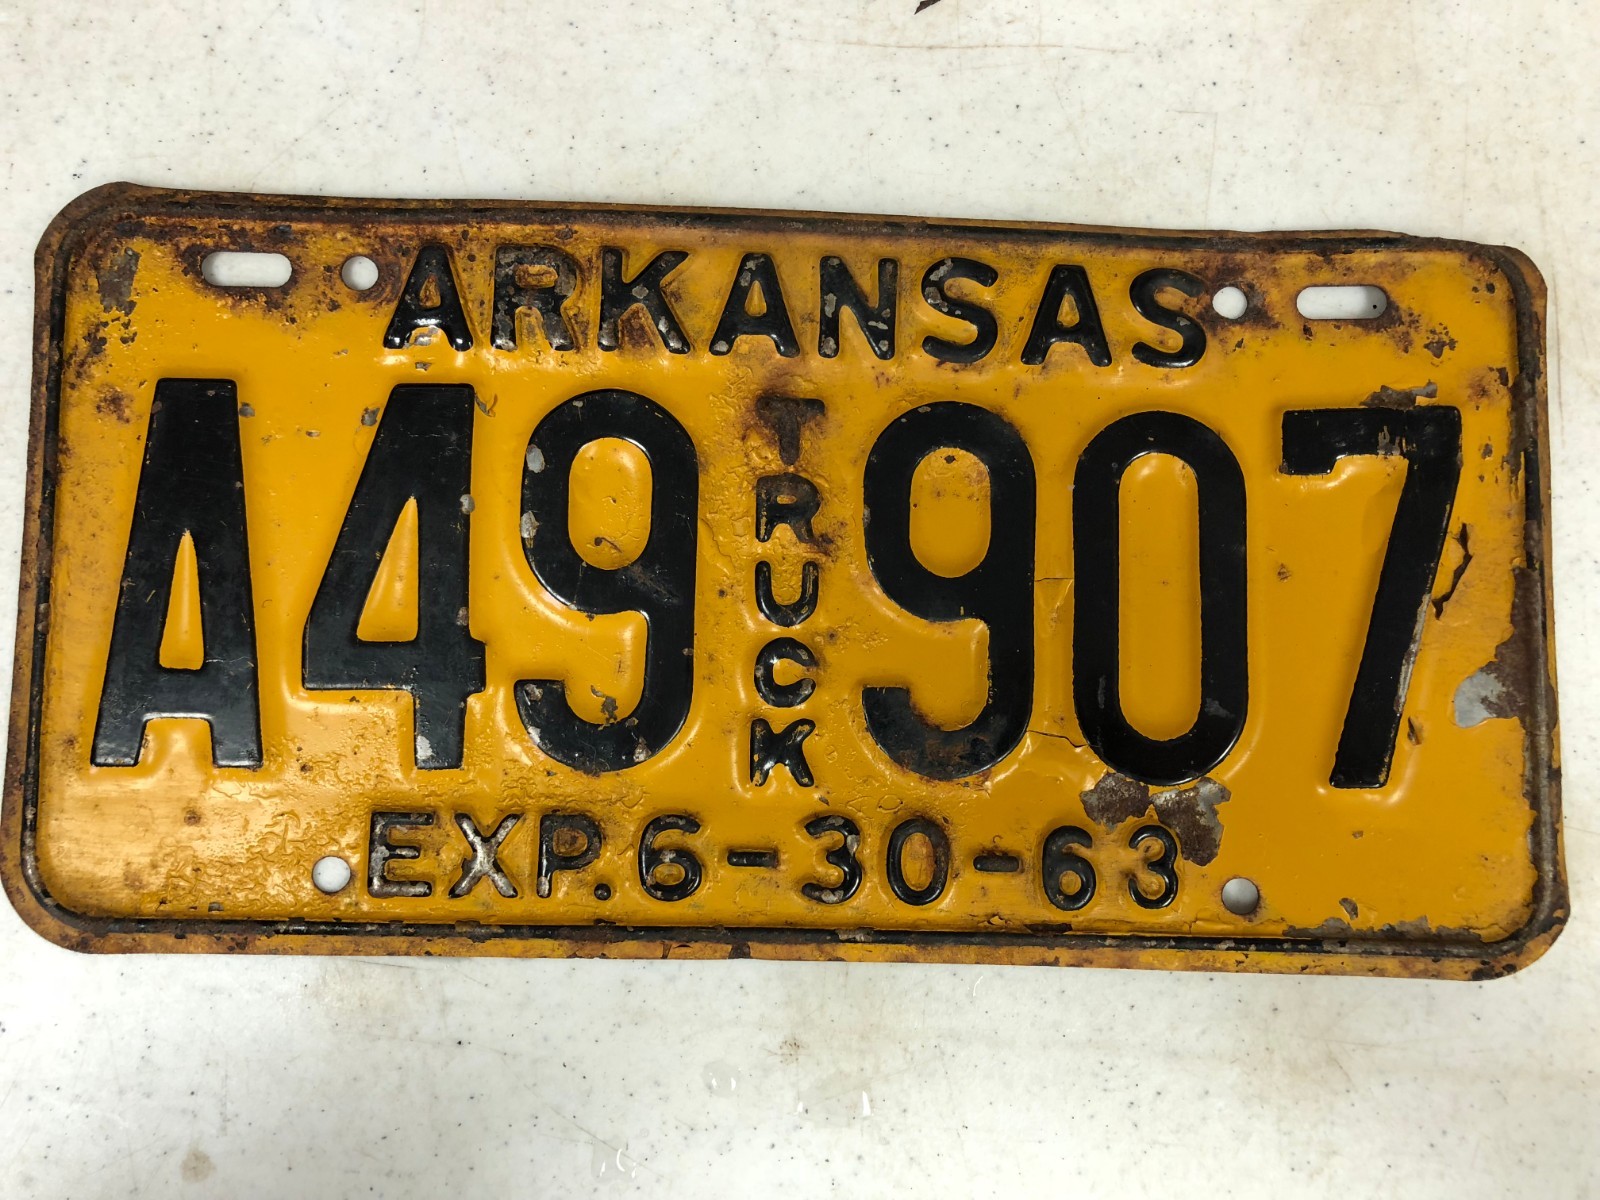 ARKANSAS
A49 TRUCK 907
EXP. 6-30-63